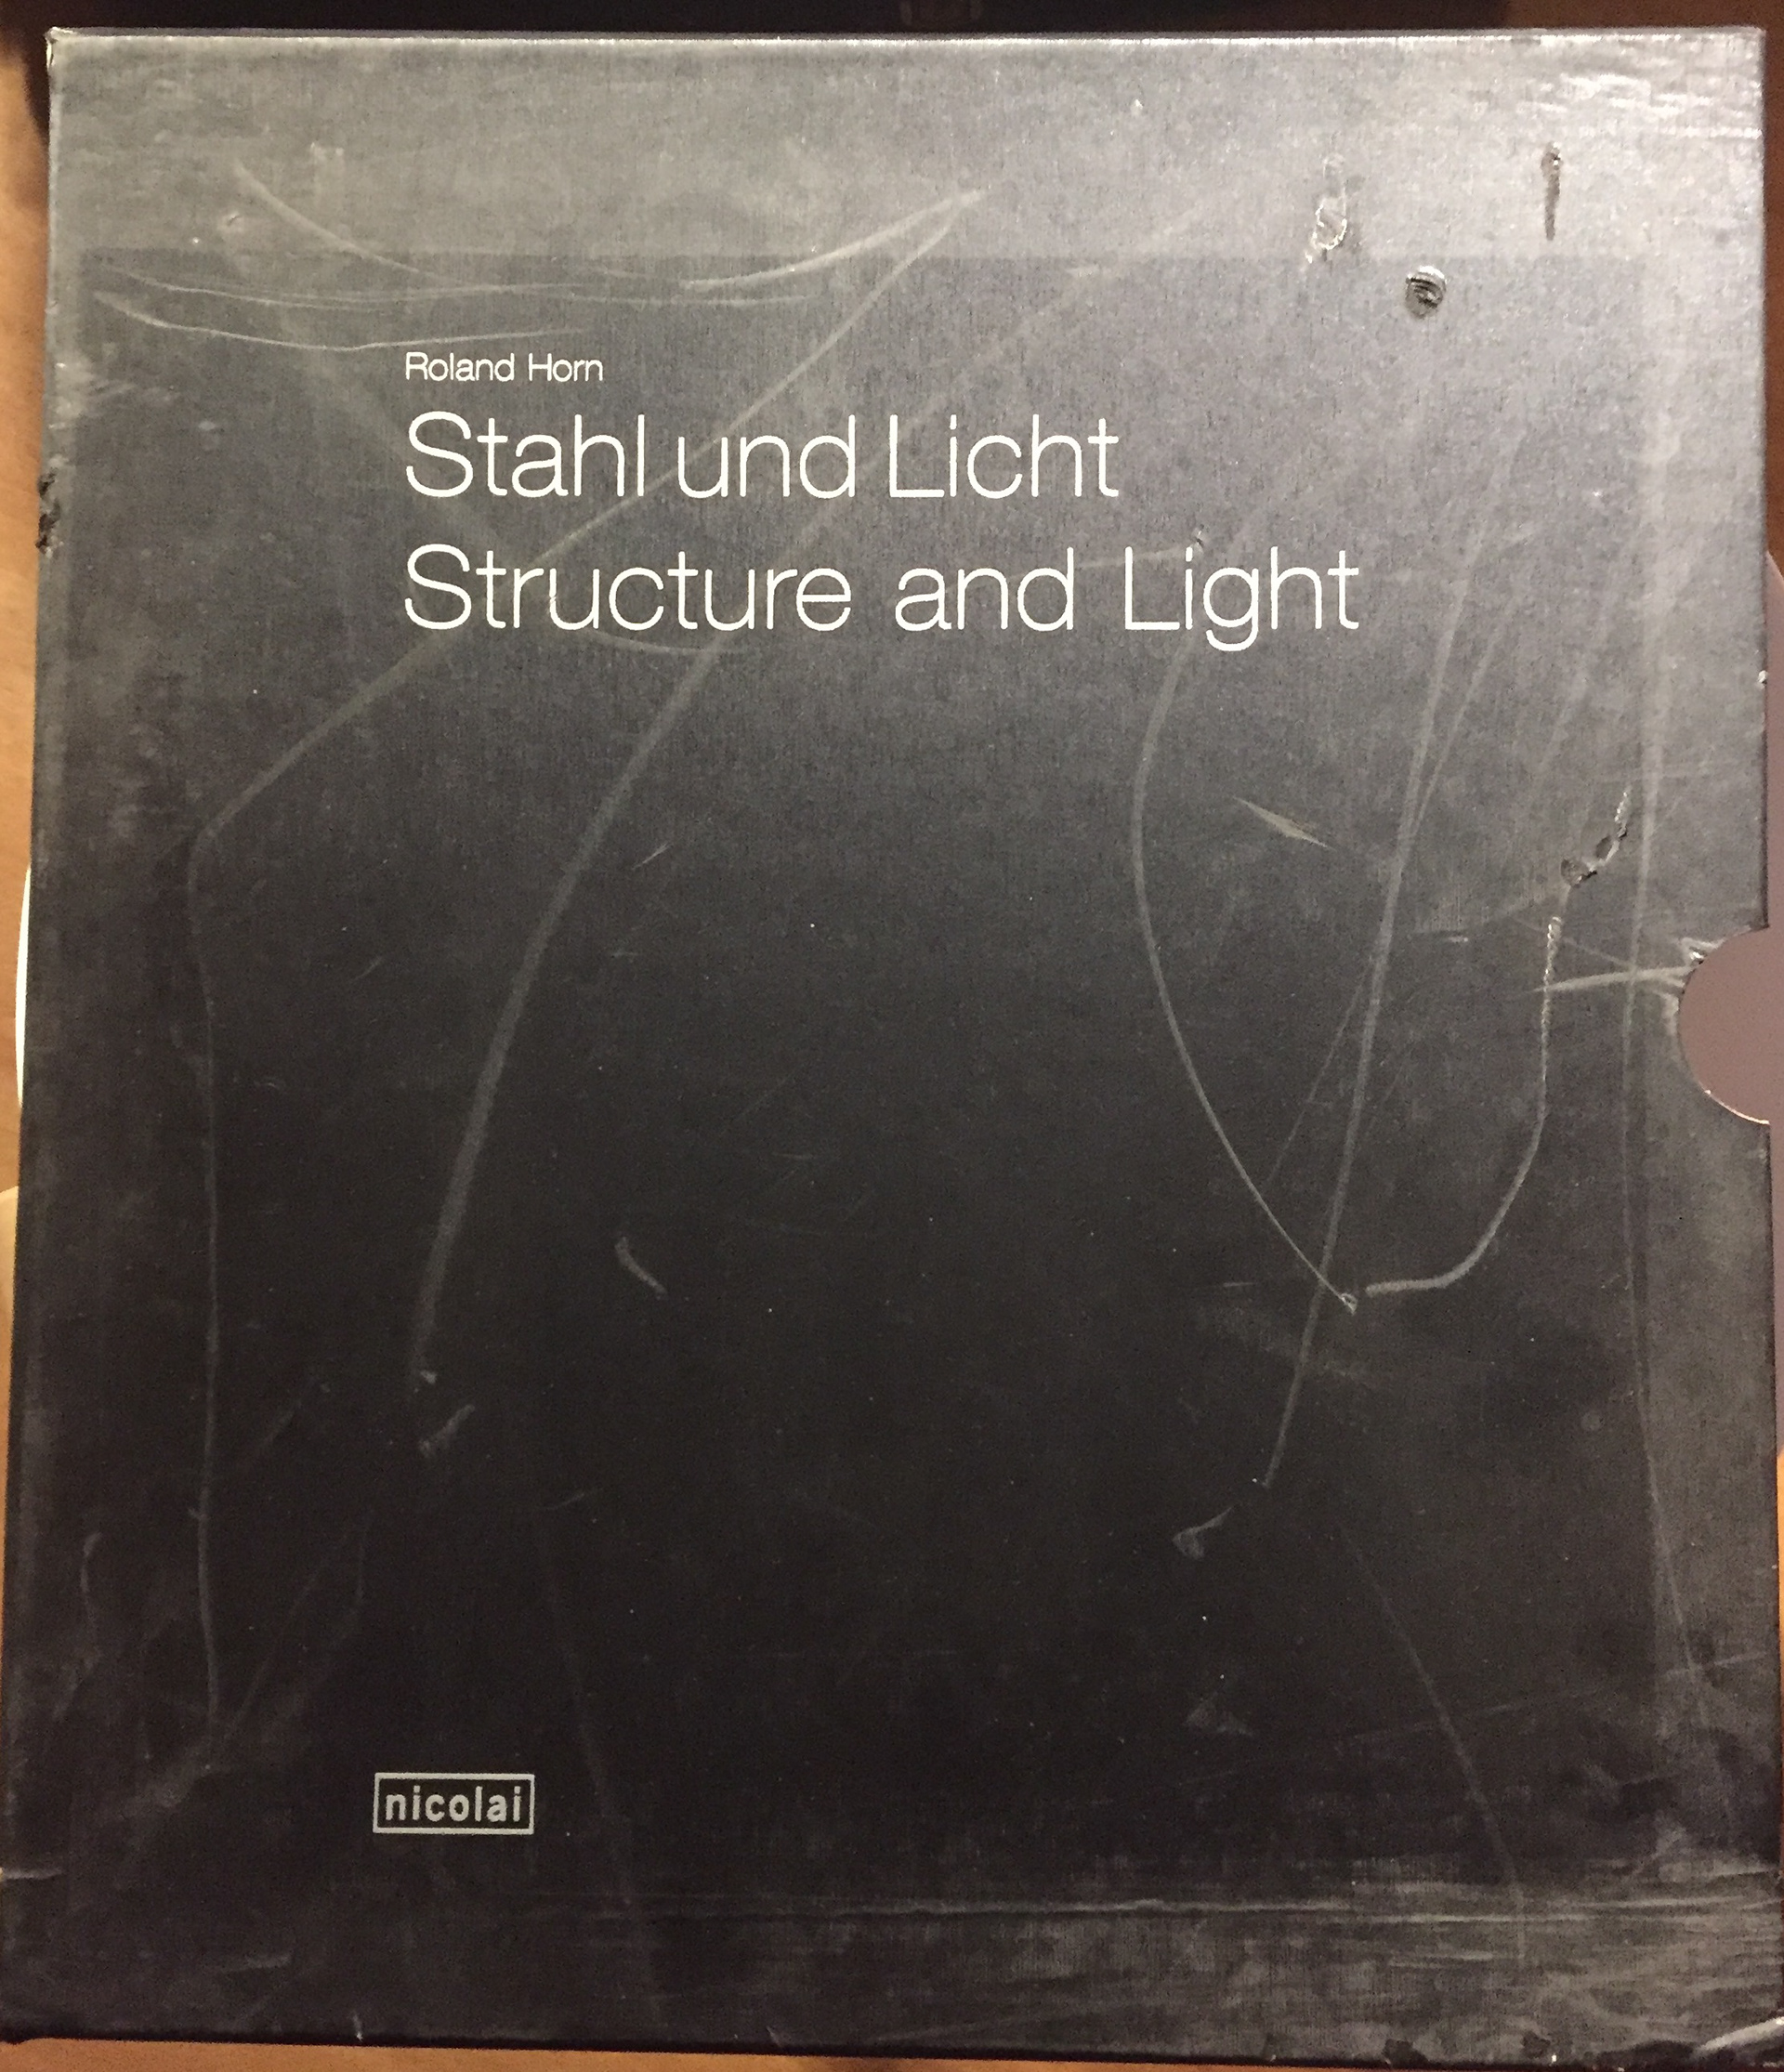 Roland Horn
Stahl und Licht
Structure and Light
nicolai